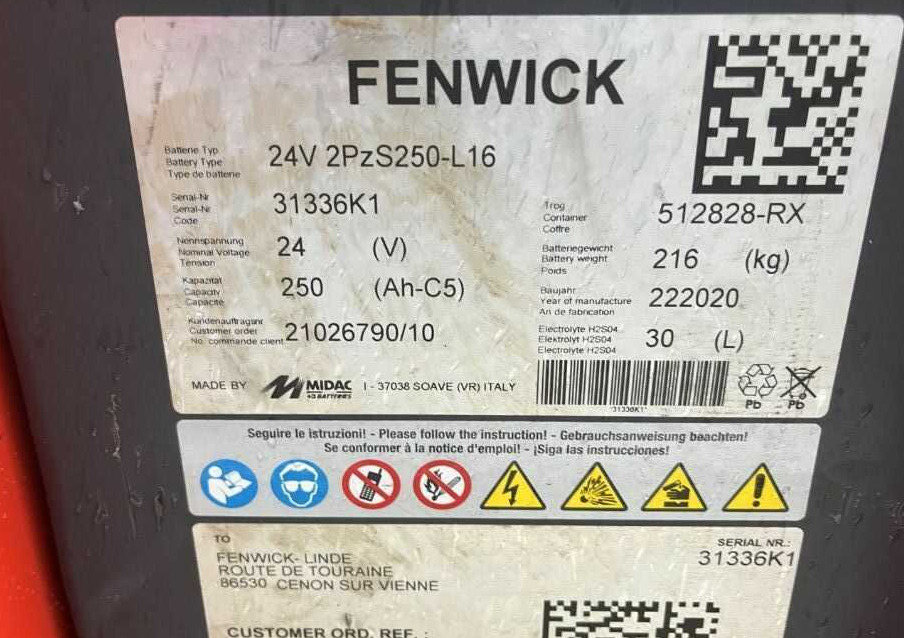 FENWICK
Batterie Typ
Battery Type
Type de batterie
24V 2PzS250-L16
Serial-Nr
Serial-Nr
Code
31336K1
Trog
Container
Coffre
512828-RX
Nennspannung
Nominal Voltage
Tension
24 (V)
Batteriegewicht
Battery weight
Poids
216 (kg)
Kapazität
Capacity
Capacité
250 (Ah-C5)
Baujahr
Year of manufacture
An de fabrication
222020
Kundenauftragsnr
Customer order
No. commande client
21026790/10
Electrolyte H2S04
Elektrolyt H2S04
Electrolyte H2S04
30 (L)
MADE BY MIDAC BATTERIES I - 37038 SOAVE (VR) ITALY
*31336K1*
Pb Pb
Seguire le istruzioni! - Please follow the instruction! - Gebrauchsanweisung beachten!
Se conformer à la notice d'emploi! - ¡Siga las instrucciones!
TO
FENWICK- LINDE
ROUTE DE TOURAINE
86530 CENON SUR VIENNE
SERIAL NR.:
31336K1
CUSTOMER ORD. REF. :